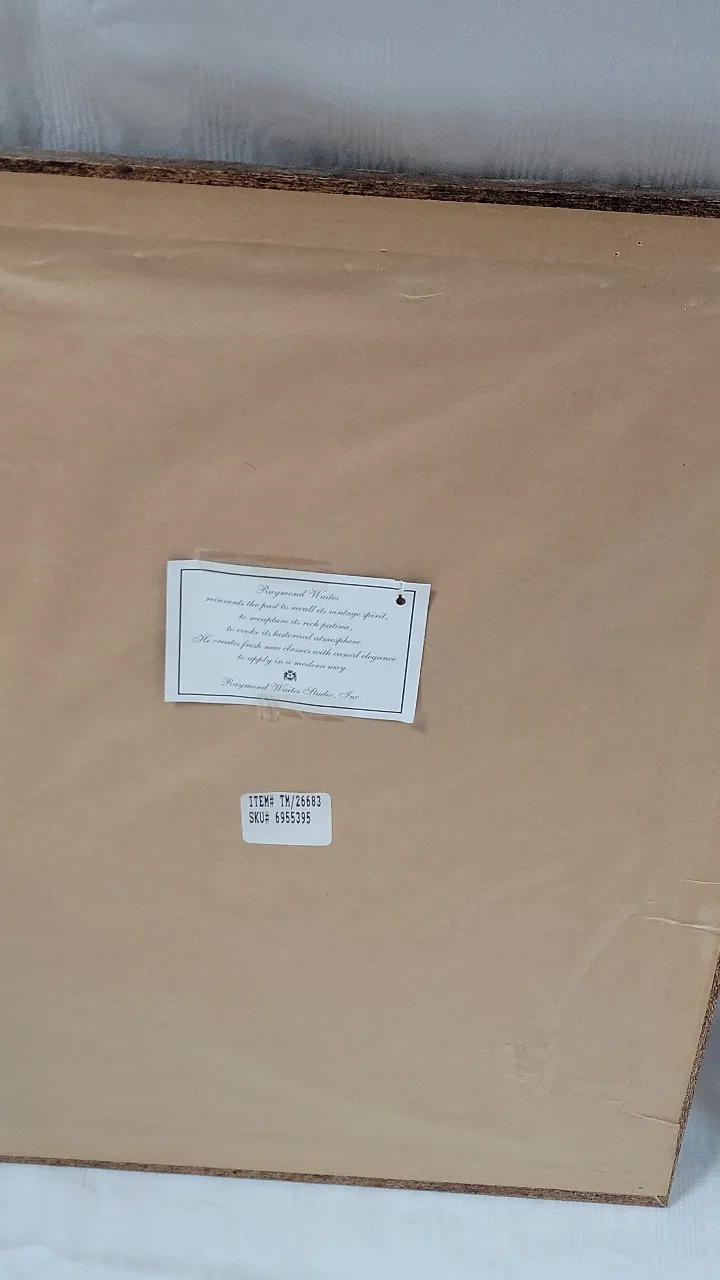 Raymond Waites
reinvents the past to recall its vintage spirit,
to recapture its rich patina,
to evoke its historical atmosphere.
He creates fresh new classics with casual elegance
to apply in a modern way
Raymond Waites Studio, Inc.
ITEM# TM/26683
SKU# 6955395